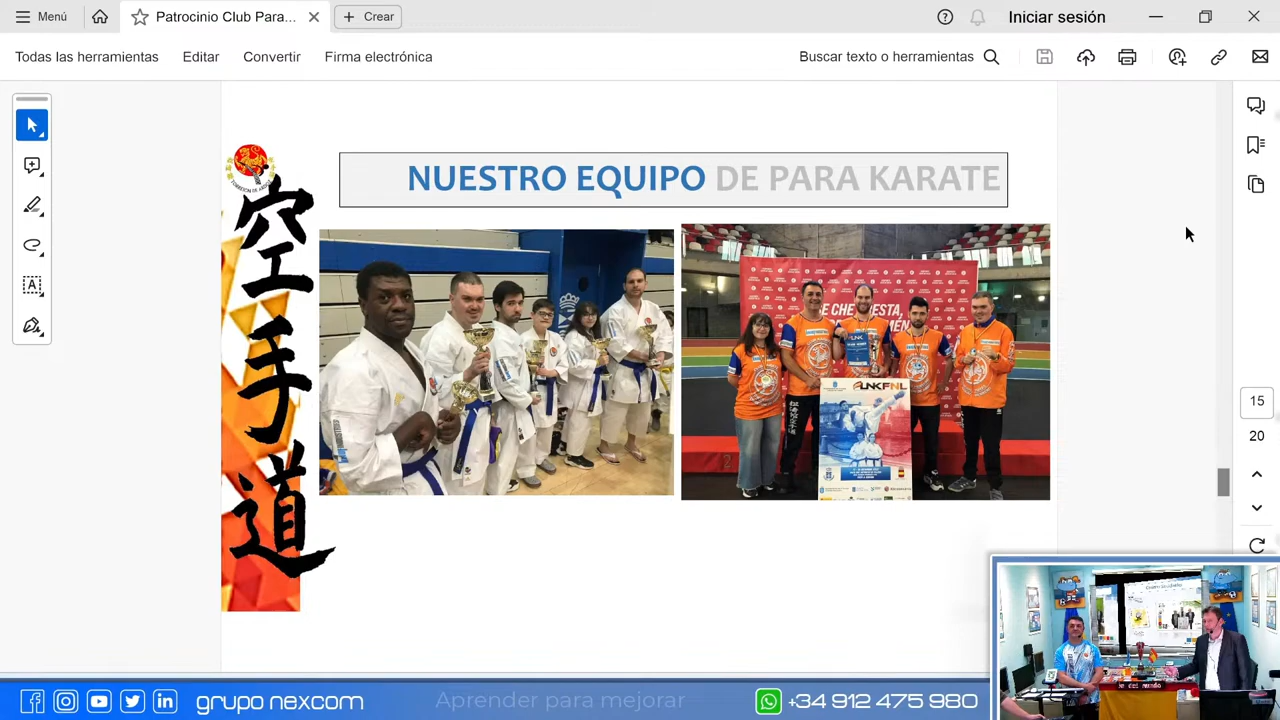 Menú
Patrocinio Club Para...
Crear
Iniciar sesión
Todas las herramientas
Editar
Convertir
Firma electrónica
Buscar texto o herramientas
NUESTRO EQUIPO DE PARA KARATE
空
手
道
UNKFNL
15
20
grupo nexcom
Aprender para mejorar
+34 912 475 980